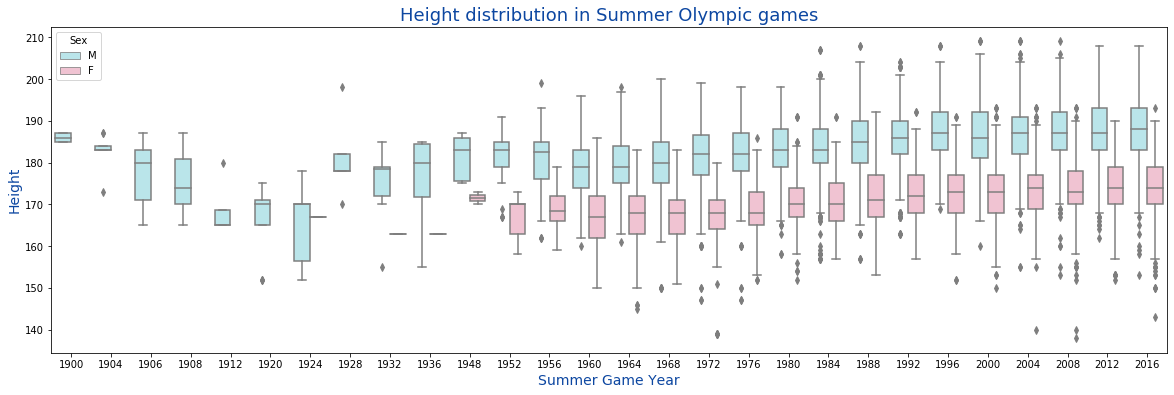 Height distribution in Summer Olympic games
Sex
M
F
Height
210
200
190
180
170
160
150
140
1900 1904 1906 1908 1912 1920 1924 1928 1932 1936 1948 1952 1956 1960 1964 1968 1972 1976 1980 1984 1988 1992 1996 2000 2004 2008 2012 2016
Summer Game Year